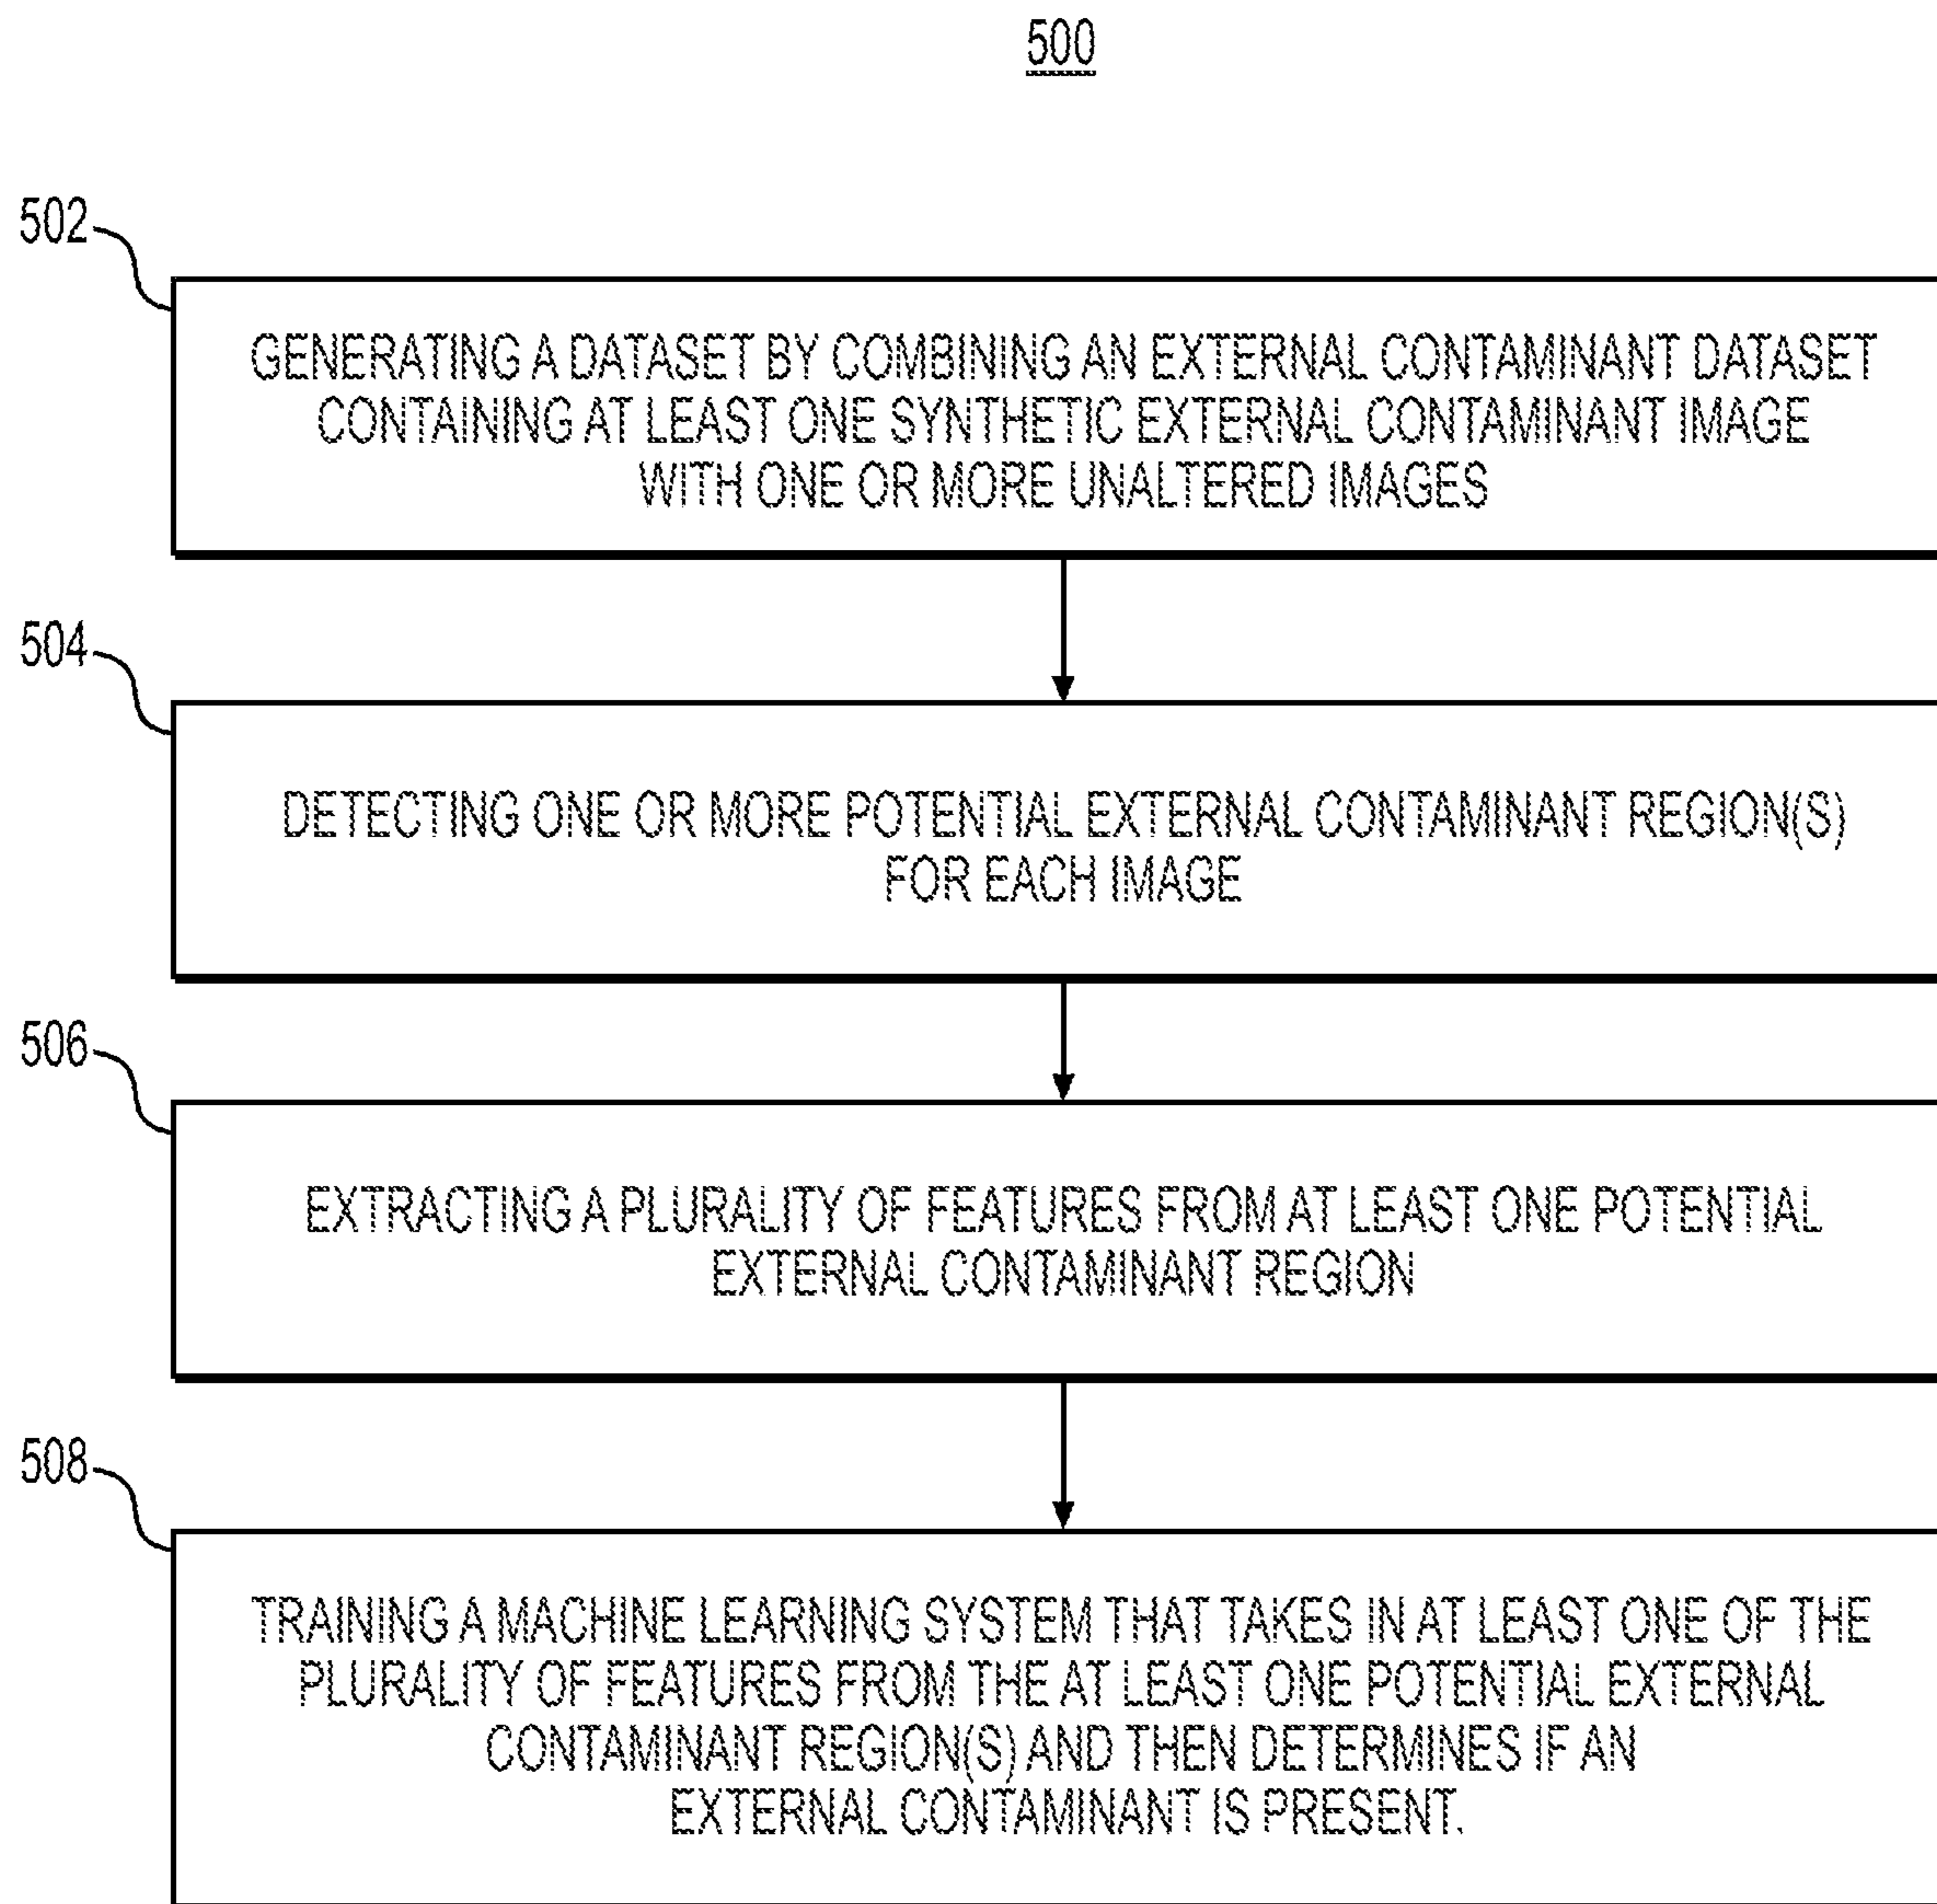 500
502
GENERATING A DATASET BY COMBINING AN EXTERNAL CONTAMINANT DATASET
CONTAINING AT LEAST ONE SYNTHETIC EXTERNAL CONTAMINANT IMAGE
WITH ONE OR MORE UNALTERED IMAGES
504
DETECTING ONE OR MORE POTENTIAL EXTERNAL CONTAMINANT REGION(S)
FOR EACH IMAGE
506
EXTRACTING A PLURALITY OF FEATURES FROM AT LEAST ONE POTENTIAL
EXTERNAL CONTAMINANT REGION
508
TRAINING A MACHINE LEARNING SYSTEM THAT TAKES IN AT LEAST ONE OF THE
PLURALITY OF FEATURES FROM THE AT LEAST ONE POTENTIAL EXTERNAL
CONTAMINANT REGION(S) AND THEN DETERMINES IF AN
EXTERNAL CONTAMINANT IS PRESENT.